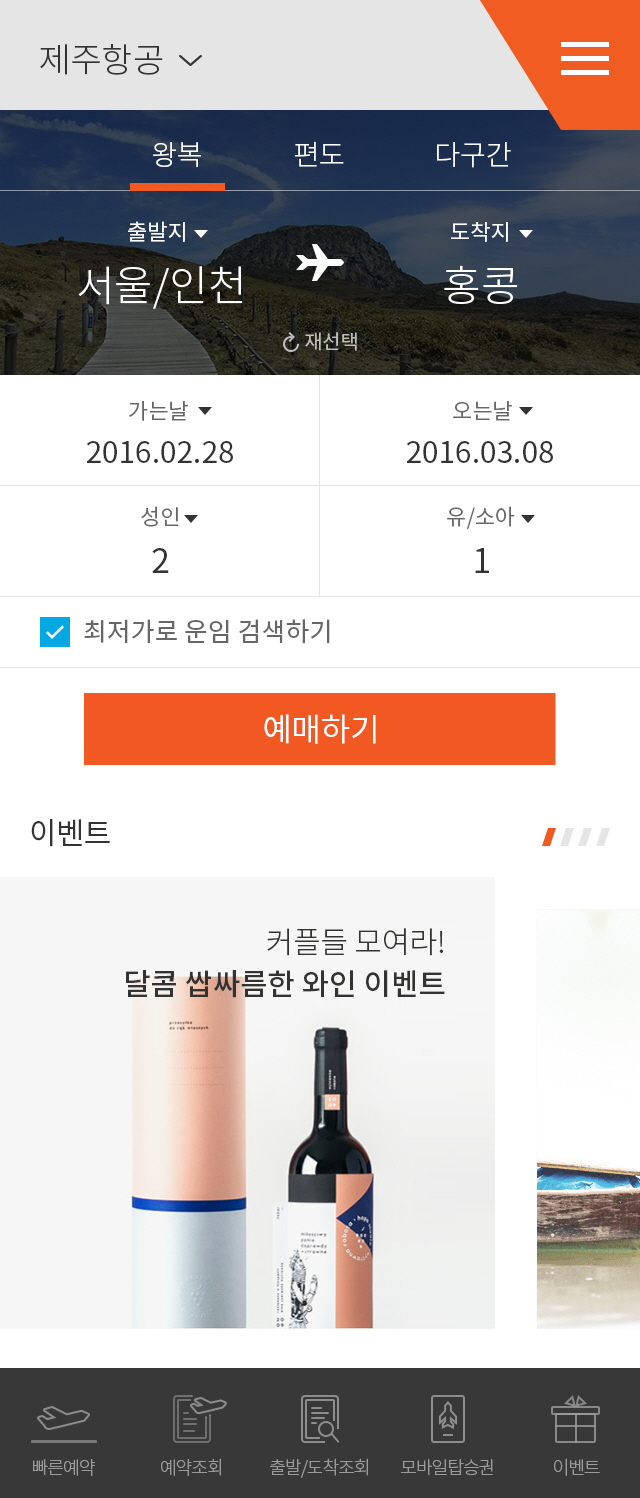 제주항공
왕복 편도 다구간
출발지 도착지
서울/인천 홍콩
재선택
가는날 오는날
2016.02.28 2016.03.08
성인 유/소아
2 1
최저가로 운임 검색하기
예매하기
이벤트
커플들 모여라!
달콤 쌉싸름한 와인 이벤트
빠른예약 예약조회 출발/도착조회 모바일탑승권 이벤트